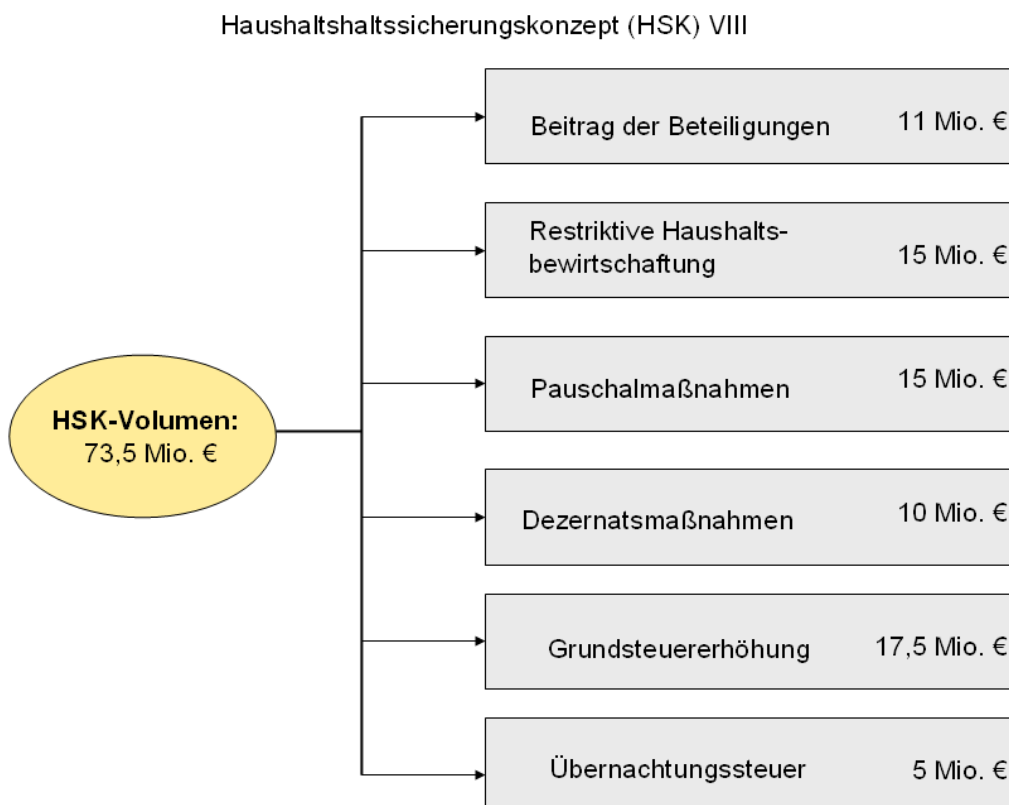 Haushaltshaltssicherungskonzept (HSK) VIII
Beitrag der Beteiligungen 11 Mio. €
Restriktive Haushalts-
bewirtschaftung 15 Mio. €
Pauschalmaßnahmen 15 Mio. €
HSK-Volumen:
73,5 Mio. €
Dezernatsmaßnahmen 10 Mio. €
Grundsteuererhöhung 17,5 Mio. €
Übernachtungssteuer 5 Mio. €